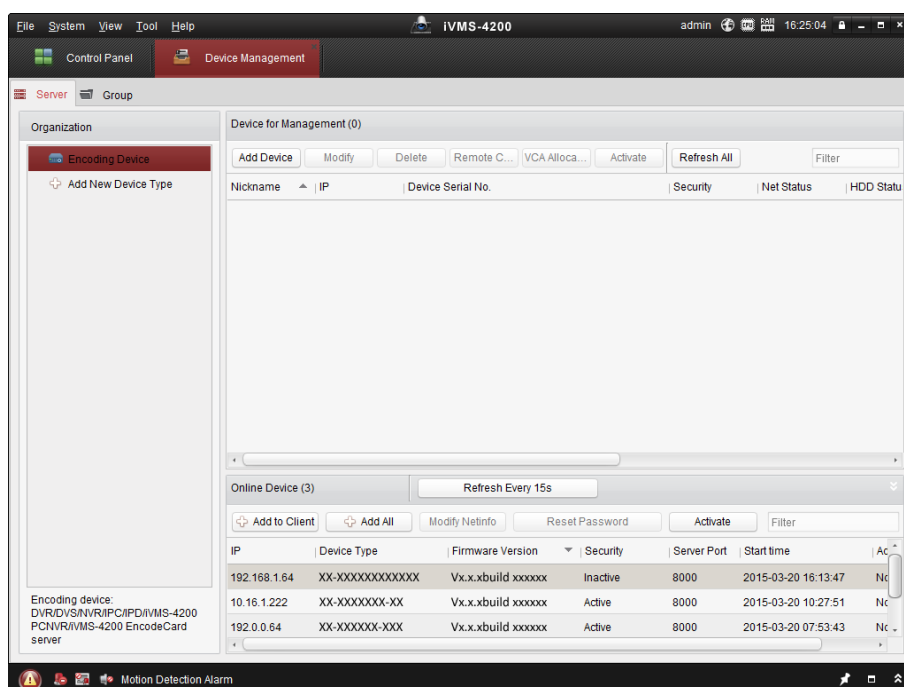 File System View Tool Help iVMS-4200 admin CPU RAM 16:25:04
Control Panel Device Management
Server Group
Organization
Encoding Device
Add New Device Type
Encoding device:
DVR/DVS/NVR/IPC/IPD/iVMS-4200
PCNVR/iVMS-4200 EncodeCard
server
Device for Management (0)
Add Device Modify Delete Remote C... VCA Alloca... Activate Refresh All Filter
Nickname IP Device Serial No. Security Net Status HDD Statu
Online Device (3) Refresh Every 15s
Add to Client Add All Modify Netinfo Reset Password Activate Filter
IP Device Type Firmware Version Security Server Port Start time Ac
192.168.1.64 XX-XXXXXXXXXXXX Vx.x.xbuild xxxxxx Inactive 8000 2015-03-20 16:13:47 No
10.16.1.222 XX-XXXXXXX-XX Vx.x.xbuild xxxxxx Active 8000 2015-03-20 10:27:51 No
192.0.0.64 XX-XXXXXX-XXX Vx.x.xbuild xxxxxx Active 8000 2015-03-20 07:53:43 No
Motion Detection Alarm